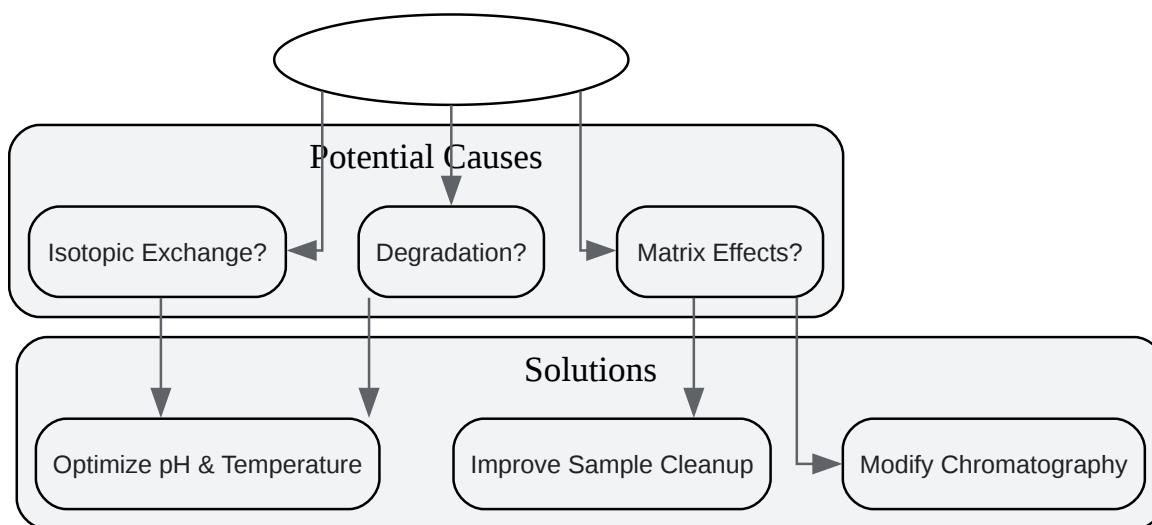 Potential Causes
Isotopic Exchange?
Degradation?
Matrix Effects?
Solutions
Optimize pH & Temperature
Improve Sample Cleanup
Modify Chromatography